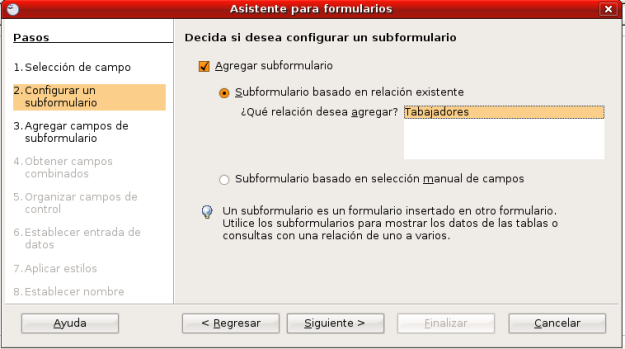 Asistente para formularios
Pasos
1. Selección de campo
2. Configurar un
subformulario
3. Agregar campos de
subformulario
4. Obtener campos
combinados
5. Organizar campos de
control
6. Establecer entrada de
datos
7. Aplicar estilos
8. Establecer nombre
Decida si desea configurar un subformulario
Agregar subformulario
Subformulario basado en relación existente
¿Qué relación desea agregar? Tabajadores
Subformulario basado en selección manual de campos
Un subformulario es un formulario insertado en otro formulario.
Utilice los subformularios para mostrar los datos de las tablas o
consultas con una relación de uno a varios.
Ayuda
< Regresar
Siguiente >
Finalizar
Cancelar